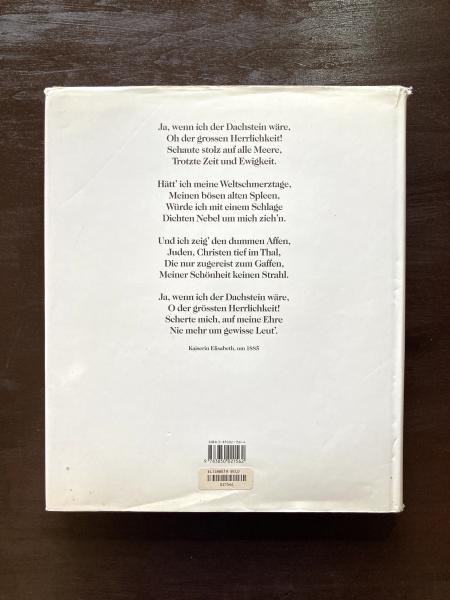 Ja, wenn ich der Dachstein wäre,
Oh der grossen Herrlichkeit!
Schaute stolz auf alle Meere,
Trotzte Zeit und Ewigkeit.
Hätt' ich meine Weltschmerztage,
Meinen bösen alten Spleen,
Würde ich mit einem Schlage
Dichten Nebel um mich zieh'n.
Und ich zeig' den dummen Affen,
Juden, Christen tief im Thal,
Die nur zugereist zum Gaffen,
Meiner Schönheit keinen Strahl.
Ja, wenn ich der Dachstein wäre,
O der grössten Herrlichkeit!
Scherte mich, auf meine Ehre
Nie mehr um gewisse Leut'.
Kaiserin Elisabeth, um 1885
9 783850 027562